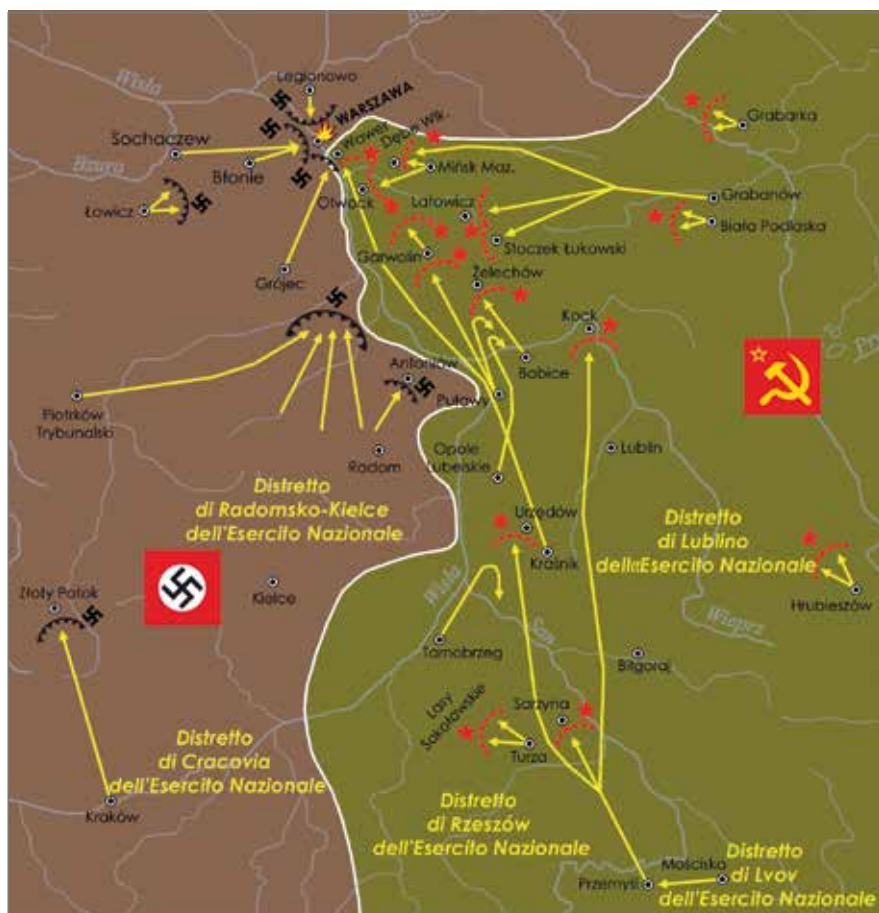 Wisła
Legionowo
WARSZAWA
Sochaczew
Bzura
Błonie
Wawer
Dębe Wlk.
Mińsk Maz.
Grabarka
Łowicz
Otwock
Latowicz
Grabanów
Biała Podlaska
Stoczek Łukowski
Garwolin
Grójec
Żelechów
Kock
Antoniów
Bobice
Piotrków
Trybunalski
Puławy
Radom
Opole
Lubelskie
Lublin
Distretto
di Radomsko-Kielce
dell'Esercito Nazionale
Urzędów
Distretto
di Lublino
dell'Esercito Nazionale
Kraśnik
Złoty Potok
Kielce
Hrubieszów
Wisła
San
Wieprz
Tarnobrzeg
Biłgoraj
Lasy
Sokołowskie
Sarzyna
Turza
Distretto
di Cracovia
dell'Esercito Nazionale
Kraków
Distretto
di Rzeszów
dell'Esercito Nazionale
Przemyśl
Mościska
Distretto
di Lvov
dell'Esercito Nazionale